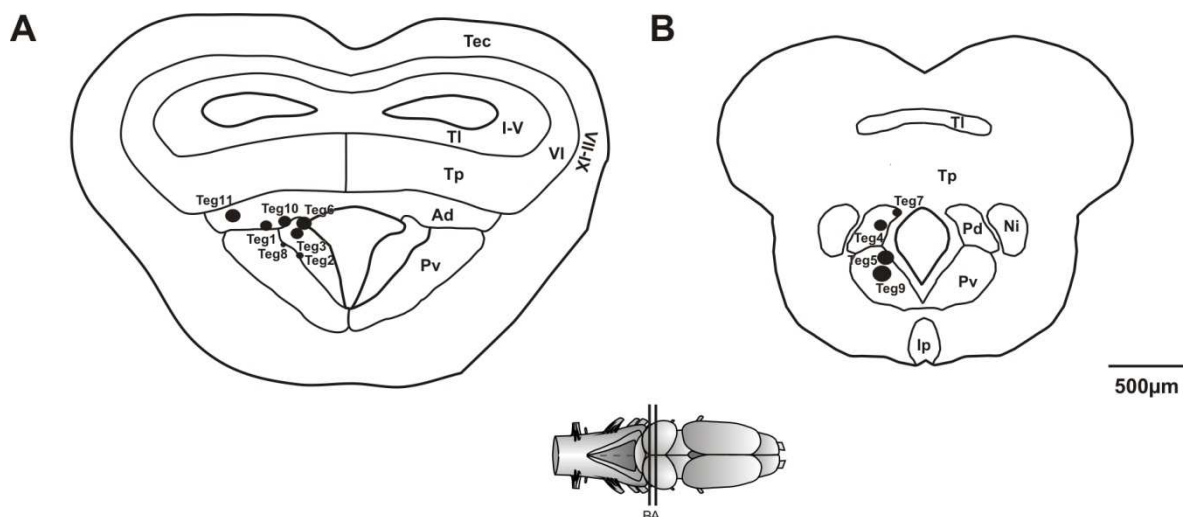 A
Tec
Tl
I-V
VI
VII-IX
Tp
Teg11
Teg10
Teg6
Ad
Teg1
Teg3
Teg8
Teg2
Pv
B
Tl
Tp
Teg7
Teg4
Pd
Ni
Teg5
Teg9
Pv
Ip
500µm
BA